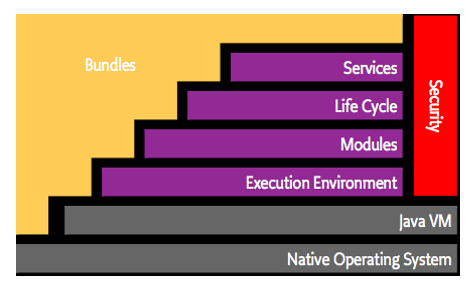 Bundles
Services
Life Cycle
Modules
Execution Environment
Security
Java VM
Native Operating System